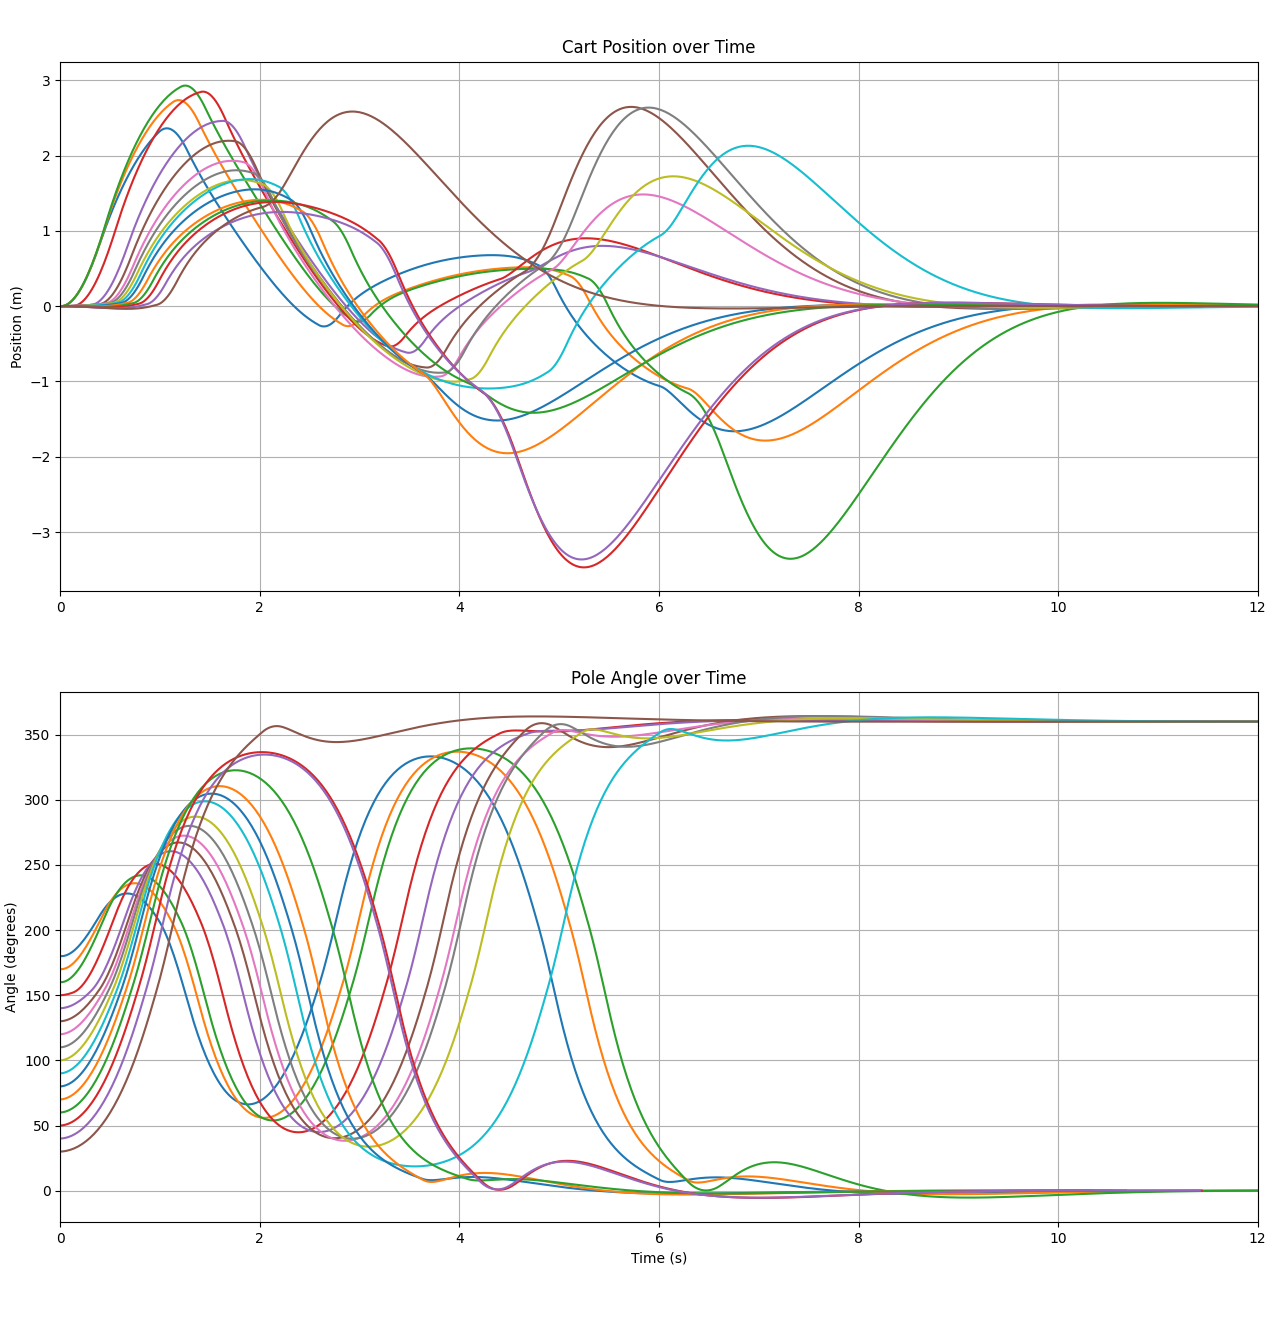 Cart Position over Time
Position (m)
3
2
1
0
−1
−2
−3
0 2 4 6 8 10 12
Pole Angle over Time
Angle (degrees)
350
300
250
200
150
100
50
0
0 2 4 6 8 10 12
Time (s)